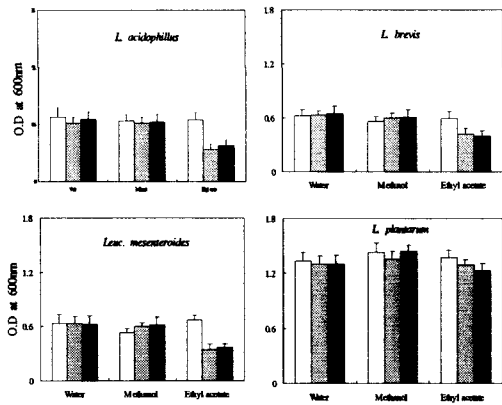 L. acidophillus
O.D at 600nm
L. brevis
1.8
1.2
0.6
0
Water Methanol Ethyl acetate
Leuc. mesenteroides
O.D at 600nm
1.8
1.2
0.6
0
Water Methanol Ethyl acetate
L. plantarum
1.8
1.2
0.6
0
Water Methanol Ethyl acetate